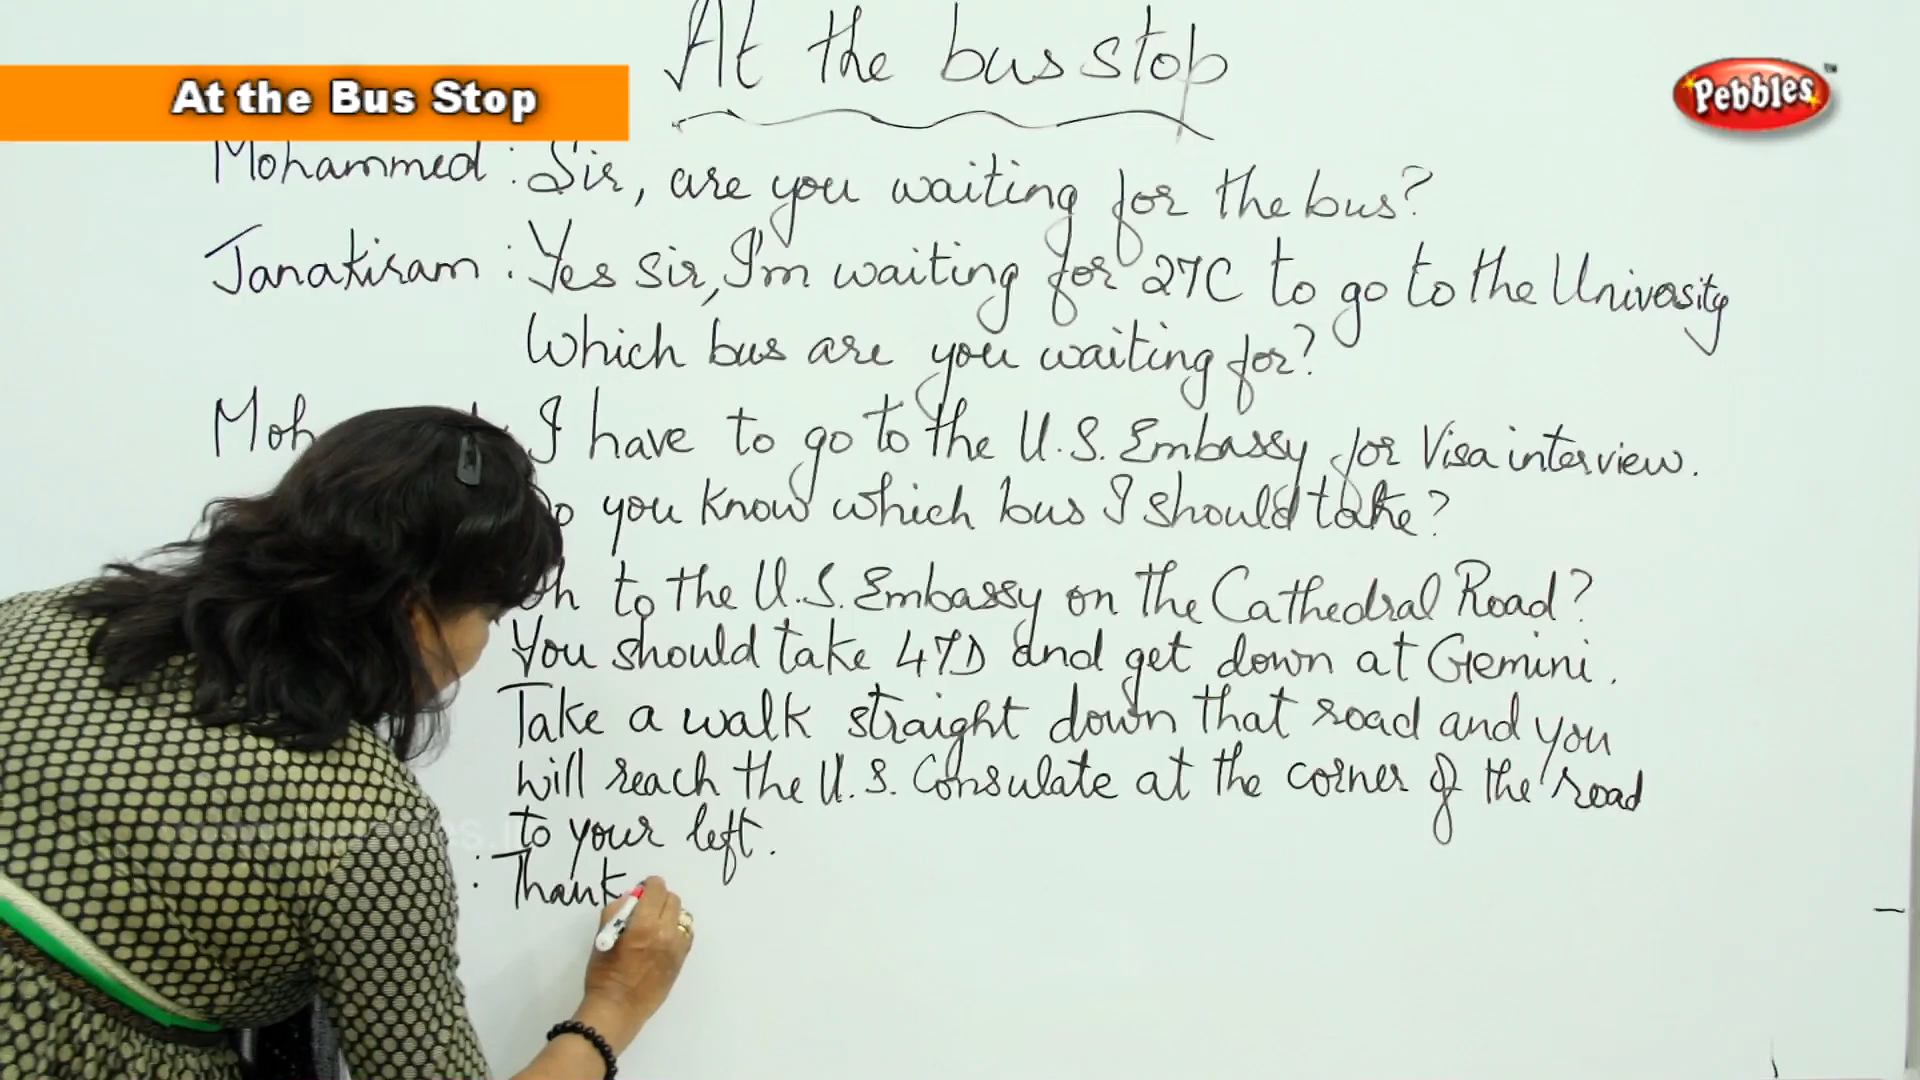 At the bus stop
At the Bus Stop
Pebbles
TM
Mohammed : Sir, are you waiting for the bus?
Janakiram : Yes sir, I'm waiting for 27C to go to the University
Which bus are you waiting for?
Moh : I have to go to the U.S. Embassy for Visa interview.
you know which bus I should take?
Oh to the U.S. Embassy on the Cathedral Road?
You should take 47D and get down at Gemini.
Take a walk straight down that road and you
will reach the U.S. Consulate at the corner of the road
to your left.
: Thank